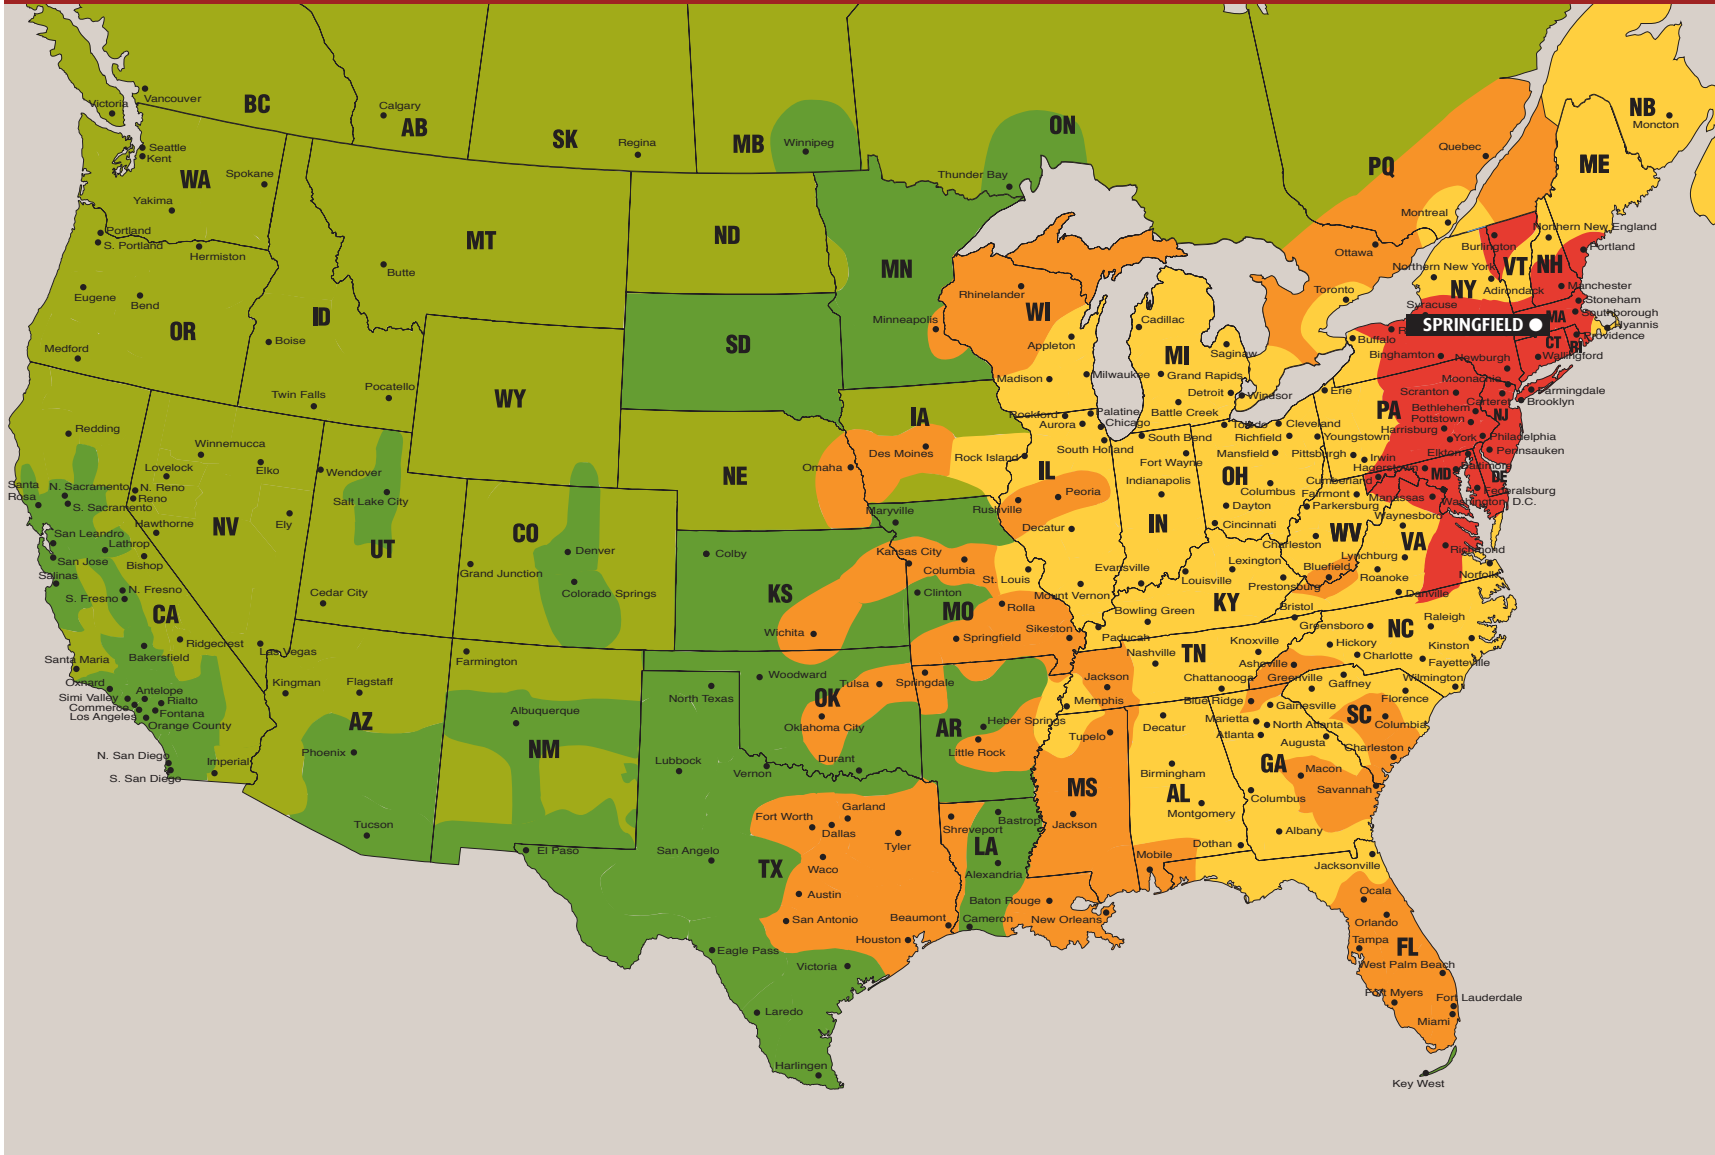 Victoria
Vancouver
BC
Calgary
AB
SK
Regina
MB
Winnipeg
ON
Thunder Bay
PQ
Quebec
Montreal
Ottawa
Toronto
NB
Moncton
ME
Seattle
Kent
WA
Spokane
Yakima
Portland
S. Portland
Hermiston
Eugene
Bend
OR
Medford
MT
Butte
ID
Boise
Twin Falls
Pocatello
WY
ND
SD
MN
Minneapolis
WI
Rhinelander
Appleton
Madison
Milwaukee
MI
Cadillac
Saginaw
Grand Rapids
Detroit
Windsor
Battle Creek
Northern New England
Burlington
Portland
VT
NH
Northern New York
NY
Adirondack
Manchester
Syracuse
Stoneham
Southborough
MA
Hyannis
SPRINGFIELD
Providence
CT
RI
Buffalo
Binghamton
Newburgh
Wallingford
Moonachie
Erie
Scranton
Farmingdale
Carteret
Brooklyn
PA
Bethlehem
NJ
Pottstown
Harrisburg
York
Philadelphia
Pennsauken
Pittsburgh
Irwin
Elkton
Hagerstown
MD
Baltimore
DE
Cumberland
Federalsburg
Manassas
Washington, D.C.
Redding
Winnemucca
Elko
Lovelock
N. Reno
Reno
Santa
Rosa
N. Sacramento
S. Sacramento
Hawthorne
NV
Ely
San Leandro
Lathrop
San Jose
Bishop
Salinas
N. Fresno
S. Fresno
CA
Ridgecrest
Bakersfield
Las Vegas
Santa Maria
Oxnard
Antelope
Simi Valley
Rialto
Commerce
Fontana
Los Angeles
Orange County
N. San Diego
Imperial
S. San Diego
Wendover
Salt Lake City
UT
Cedar City
CO
Denver
Grand Junction
Colorado Springs
Kingman
Flagstaff
AZ
Phoenix
Tucson
Farmington
Albuquerque
NM
NE
Omaha
IA
Des Moines
Rock Island
Colby
KS
Wichita
Maryville
Kansas City
Columbia
Clinton
MO
St. Louis
Rolla
Springfield
Sikeston
Rockford
Palatine
Aurora
Chicago
South Holland
IL
Peoria
Rushville
Decatur
Mount Vernon
South Bend
Fort Wayne
Indianapolis
IN
Evansville
Toledo
Cleveland
Richfield
Youngstown
Mansfield
OH
Columbus
Dayton
Cincinnati
Fairmont
Parkersburg
WV
Charleston
Bluefield
Waynesboro
VA
Lynchburg
Richmond
Roanoke
Norfolk
Danville
Lexington
Louisville
Prestonsburg
KY
Bowling Green
Paducah
Bristol
Knoxville
Nashville
TN
Chattanooga
Jackson
Memphis
Greensboro
Raleigh
NC
Hickory
Kinston
Charlotte
Fayetteville
Asheville
Wilmington
Greenville
Gaffney
Florence
SC
Columbia
Charleston
Blue Ridge
Gainesville
Marietta
North Atlanta
Atlanta
Augusta
GA
Macon
Savannah
Columbus
Albany
Woodward
North Texas
OK
Tulsa
Oklahoma City
Durant
Springdale
AR
Heber Springs
Little Rock
Lubbock
Vernon
Garland
Fort Worth
Dallas
Tyler
San Angelo
El Paso
TX
Waco
Austin
San Antonio
Beaumont
Houston
Eagle Pass
Victoria
Laredo
Harlingen
Shreveport
Bastrop
LA
Alexandria
Baton Rouge
Cameron
New Orleans
Tupelo
MS
Jackson
Decatur
Birmingham
AL
Montgomery
Dothan
Mobile
Jacksonville
Ocala
Orlando
Tampa
FL
West Palm Beach
Fort Myers
Fort Lauderdale
Miami
Key West